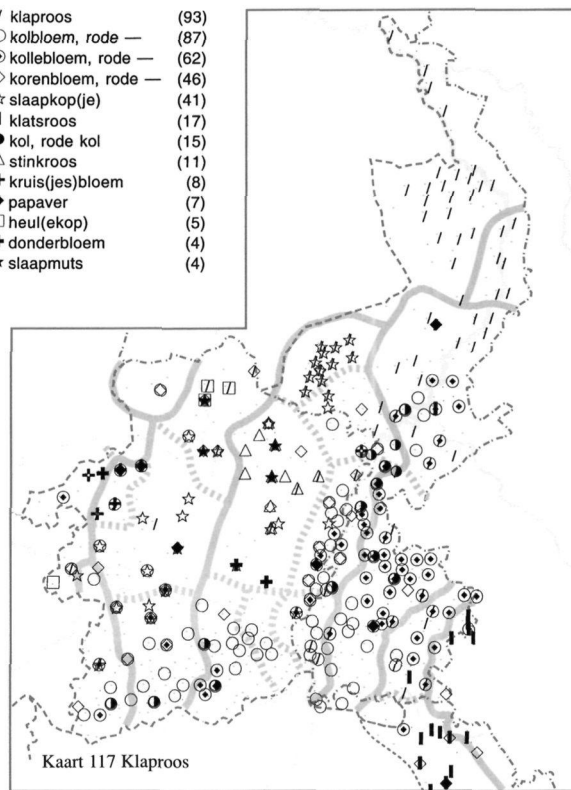 klaproos (93)
kolbloem, rode — (87)
kollebloem, rode — (62)
korenbloem, rode — (46)
slaapkop(je) (41)
klatsroos (17)
kol, rode kol (15)
stinkroos (11)
kruis(jes)bloem (8)
papaver (7)
heul(ekop) (5)
donderbloem (4)
slaapmuts (4)
Kaart 117 Klaproos